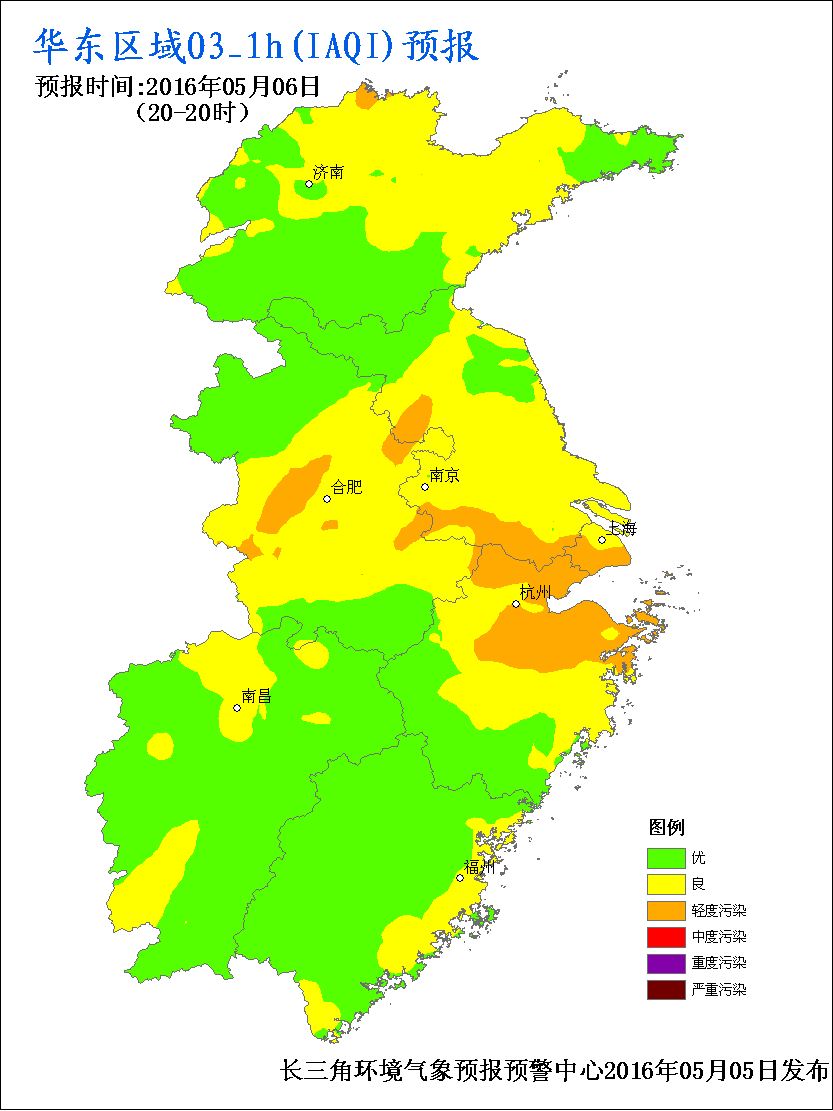 华东区域O3_1h(IAQI)预报
预报时间:2016年05月06日
(20-20时)
济南
南京
合肥
上海
杭州
南昌
福州
图例
优
良
轻度污染
中度污染
重度污染
严重污染
长三角环境气象预报预警中心2016年05月05日发布